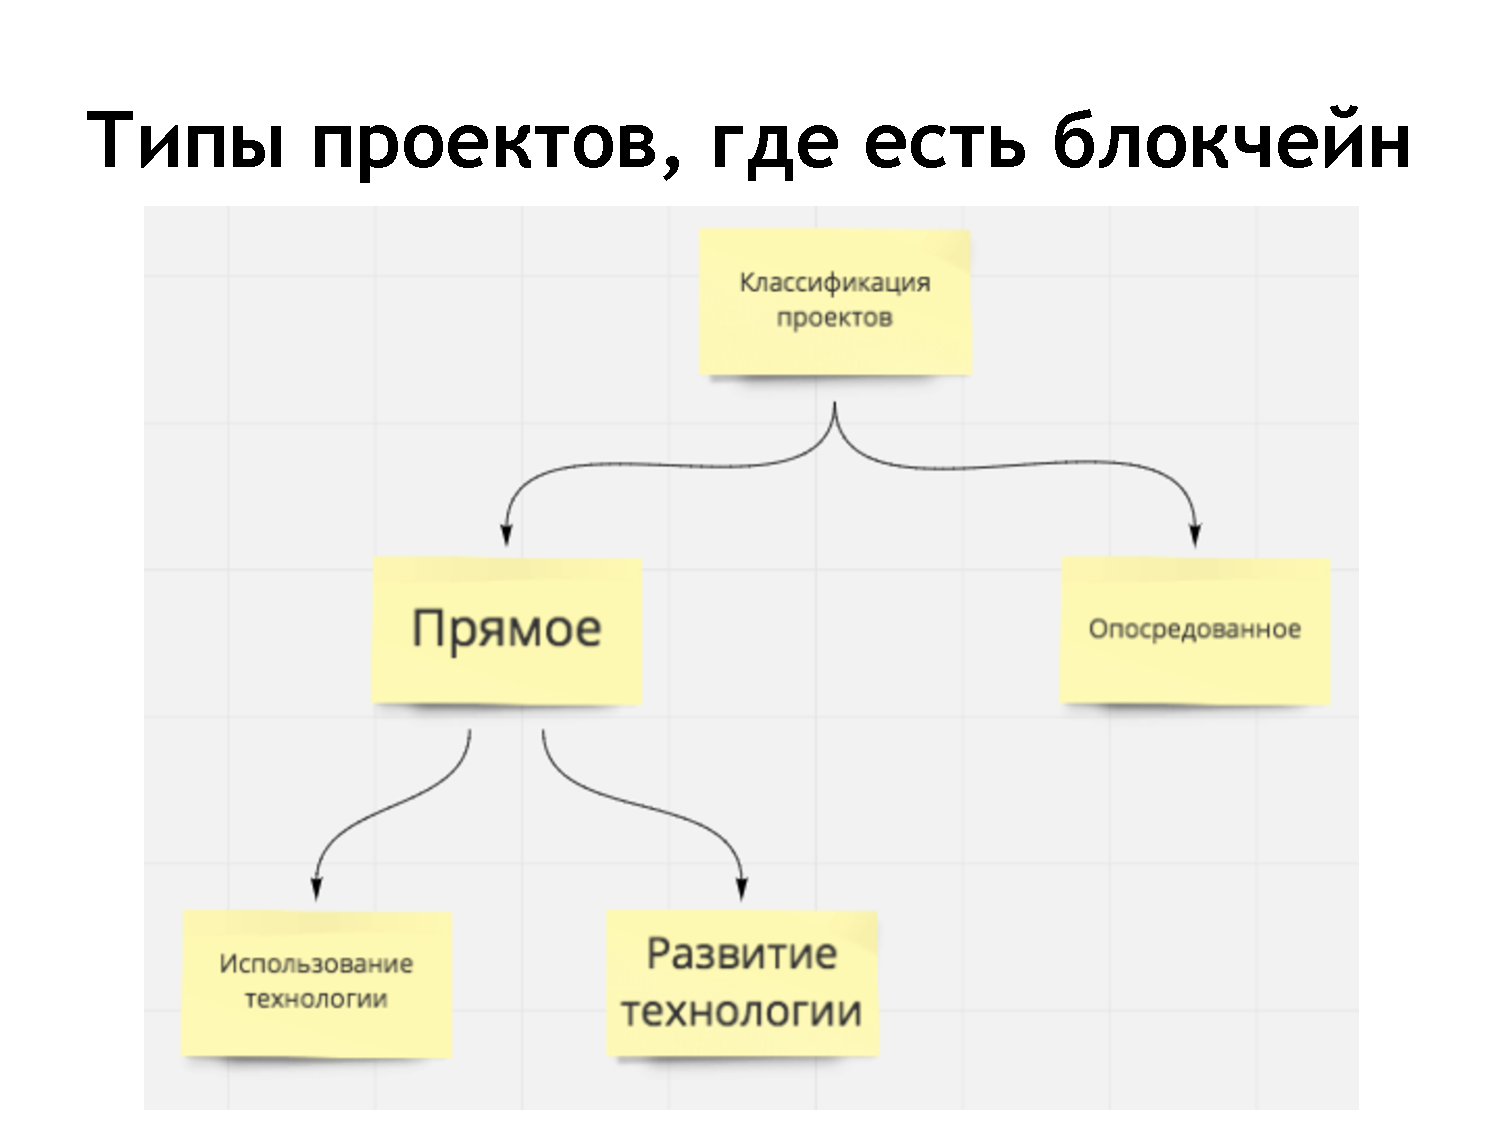 Типы проектов, где есть блокчейн
Классификация
проектов
Прямое
Опосредованное
Использование
технологии
Развитие
технологии